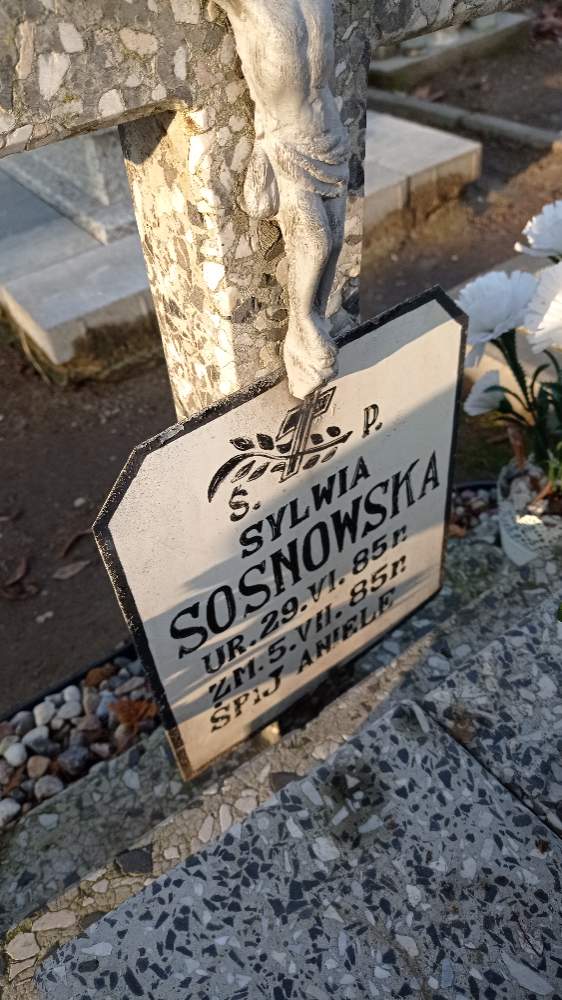 Ś. P.
SYLWIA
SOSNOWSKA
UR. 29. VI. 85r.
ZM. 5. VII. 85r.
ŚPIJ ANIELE